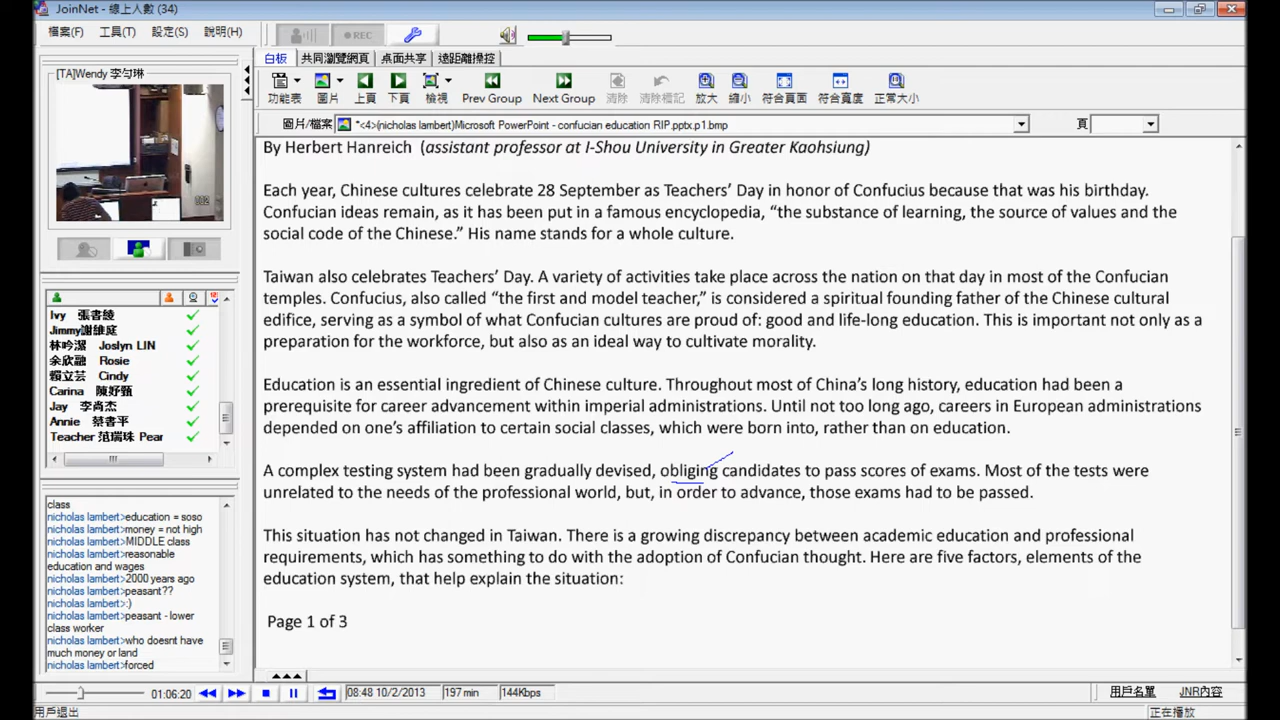 JoinNet - 線上人數 (34)
檔案(F) 工具(T) 設定(S) 說明(H)
REC
[TA]Wendy 李勻琳
白板 共同瀏覽網頁 桌面共享 遠距離操控
功能表 圖片 上頁 下頁 檢視 Prev Group Next Group 清除 清除標記 放大 縮小 符合頁面 符合寬度 正常大小
圖片/檔案 *<4>(nicholas lambert)Microsoft PowerPoint - confucian education RIP.pptx.p1.bmp 頁
By Herbert Hanreich (assistant professor at I-Shou University in Greater Kaohsiung)
Each year, Chinese cultures celebrate 28 September as Teachers’ Day in honor of Confucius because that was his birthday.
Confucian ideas remain, as it has been put in a famous encyclopedia, “the substance of learning, the source of values and the
social code of the Chinese.” His name stands for a whole culture.
Taiwan also celebrates Teachers’ Day. A variety of activities take place across the nation on that day in most of the Confucian
temples. Confucius, also called “the first and model teacher,” is considered a spiritual founding father of the Chinese cultural
edifice, serving as a symbol of what Confucian cultures are proud of: good and life-long education. This is important not only as a
preparation for the workforce, but also as an ideal way to cultivate morality.
Education is an essential ingredient of Chinese culture. Throughout most of China’s long history, education had been a
prerequisite for career advancement within imperial administrations. Until not too long ago, careers in European administrations
depended on one’s affiliation to certain social classes, which were born into, rather than on education.
A complex testing system had been gradually devised, obliging candidates to pass scores of exams. Most of the tests were
unrelated to the needs of the professional world, but, in order to advance, those exams had to be passed.
This situation has not changed in Taiwan. There is a growing discrepancy between academic education and professional
requirements, which has something to do with the adoption of Confucian thought. Here are five factors, elements of the
education system, that help explain the situation:
Page 1 of 3
Ivy 張書綾
Jimmy謝雒庭
林吟潔 Joslyn LIN
余欣融 Rosie
賴立芸 Cindy
Carina 陳妤甄
Jay 李尚杰
Annie 蔡書平
Teacher 范瑞珠 Pear
class
nicholas lambert>education = soso
nicholas lambert>money = not high
nicholas lambert>MIDDLE class
nicholas lambert>reasonable
education and wages
nicholas lambert>2000 years ago
nicholas lambert>peasant??
nicholas lambert>:)
nicholas lambert>peasant - lower
class worker
nicholas lambert>who doesnt have
much money or land
nicholas lambert>forced
01:06:20 08:48 10/2/2013 197 min 144Kbps 用戶名單 JNR內容
用戶退出 正在播放